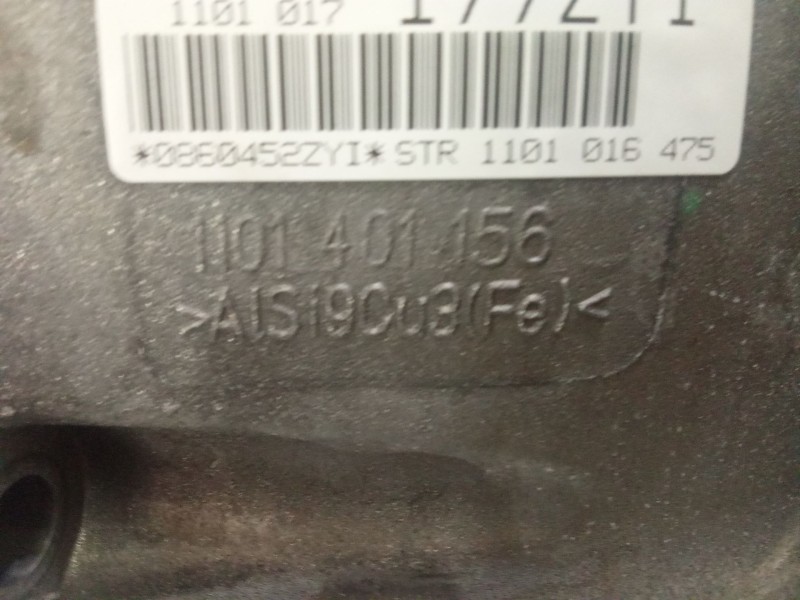 1101 017
*0860452ZYI* STR 1101 016 475
1101 401 156
>AlSi9Cu3(Fe)<